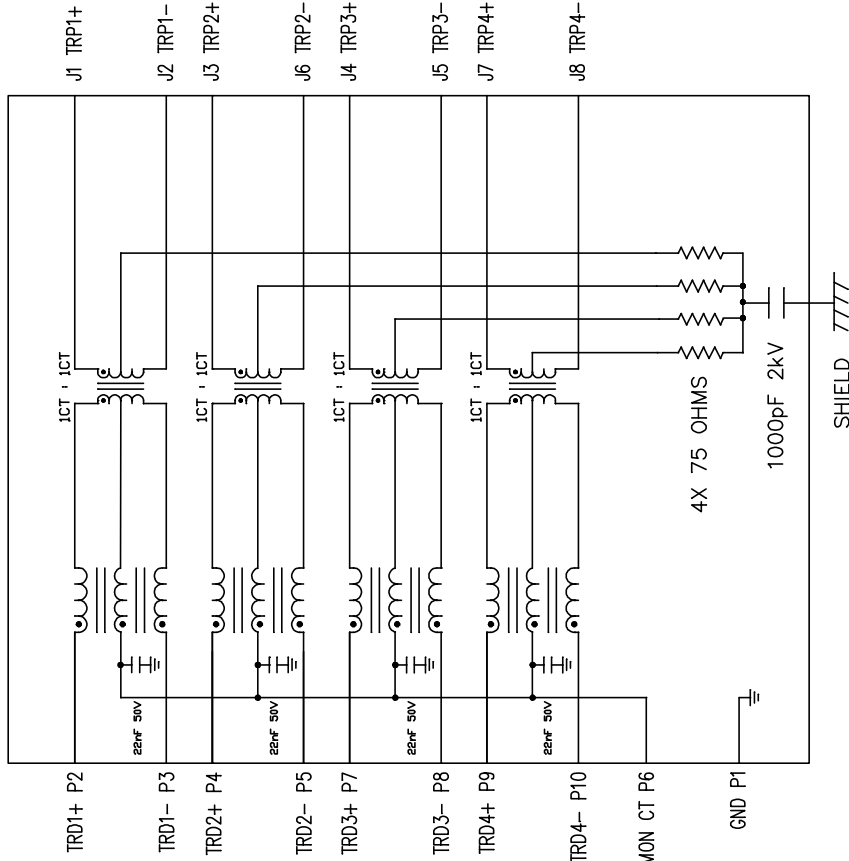 J1 TRP1+
J2 TRP1-
J3 TRP2+
J6 TRP2-
J4 TRP3+
J5 TRP3-
J7 TRP4+
J8 TRP4-
1CT : 1CT
1CT : 1CT
1CT : 1CT
1CT : 1CT
4X 75 OHMS
1000pF 2kV
SHIELD
22nF 50V
22nF 50V
22nF 50V
22nF 50V
TRD1+ P2
TRD1- P3
TRD2+ P4
TRD2- P5
TRD3+ P7
TRD3- P8
TRD4+ P9
TRD4- P10
MON CT P6
GND P1